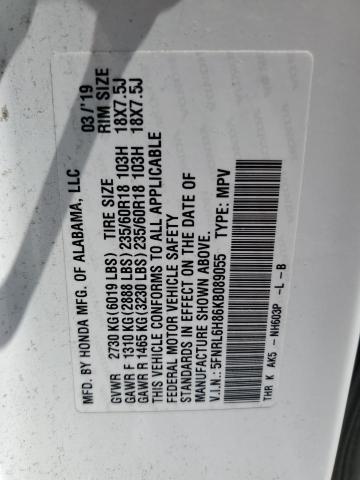 MFD. BY HONDA MFG. OF ALABAMA, LLC 03/'19
TIRE SIZE RIM SIZE
GVWR 2730 KG(6019 LBS)
GAWR F 1310 KG(2888 LBS) 235/60R18 103H 18X7.5J
GAWR R 1465 KG(3230 LBS) 235/60R18 103H 18X7.5J
THIS VEHICLE CONFORMS TO ALL APPLICABLE
FEDERAL MOTOR VEHICLE SAFETY
STANDARDS IN EFFECT ON THE DATE OF
MANUFACTURE SHOWN ABOVE.
V.I.N.: 5FNRL6H86KB089055 TYPE: MPV
THR K AK5 -NH603P -L -B